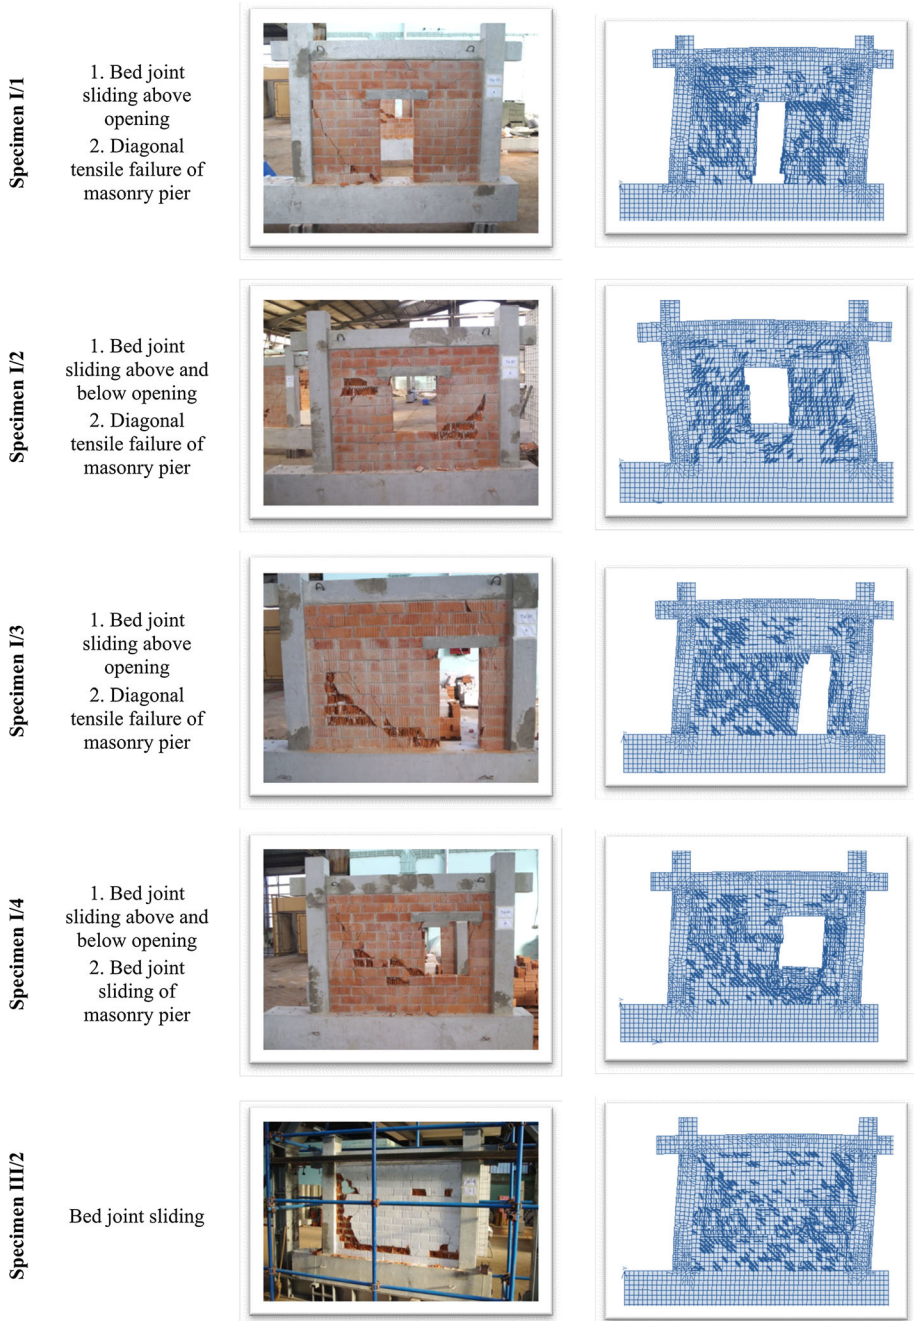 Specimen I/1
1. Bed joint
sliding above
opening
2. Diagonal
tensile failure of
masonry pier
Specimen I/2
1. Bed joint
sliding above and
below opening
2. Diagonal
tensile failure of
masonry pier
Specimen I/3
1. Bed joint
sliding above
opening
2. Diagonal
tensile failure of
masonry pier
Specimen I/4
1. Bed joint
sliding above and
below opening
2. Bed joint
sliding of
masonry pier
Specimen III/2
Bed joint sliding